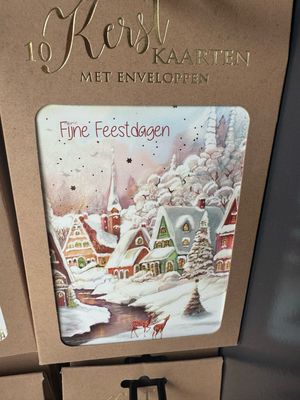 10 Kerst
KAARTEN
MET ENVELOPPEN
Fijne Feestdagen